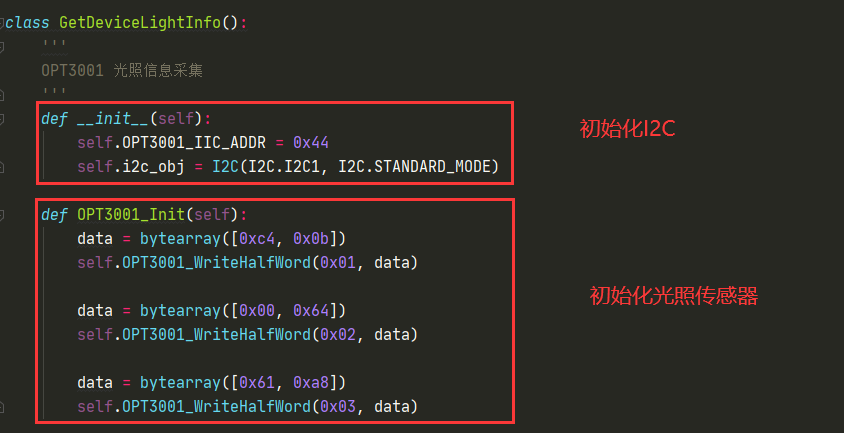 class GetDeviceLightInfo():
'''
OPT3001 光照信息采集
'''
def __init__(self):
self.OPT3001_IIC_ADDR = 0x44
self.i2c_obj = I2C(I2C.I2C1, I2C.STANDARD_MODE)
初始化I2C
def OPT3001_Init(self):
data = bytearray([0xc4, 0x0b])
self.OPT3001_WriteHalfWord(0x01, data)
data = bytearray([0x00, 0x64])
self.OPT3001_WriteHalfWord(0x02, data)
data = bytearray([0x61, 0xa8])
self.OPT3001_WriteHalfWord(0x03, data)
初始化光照传感器